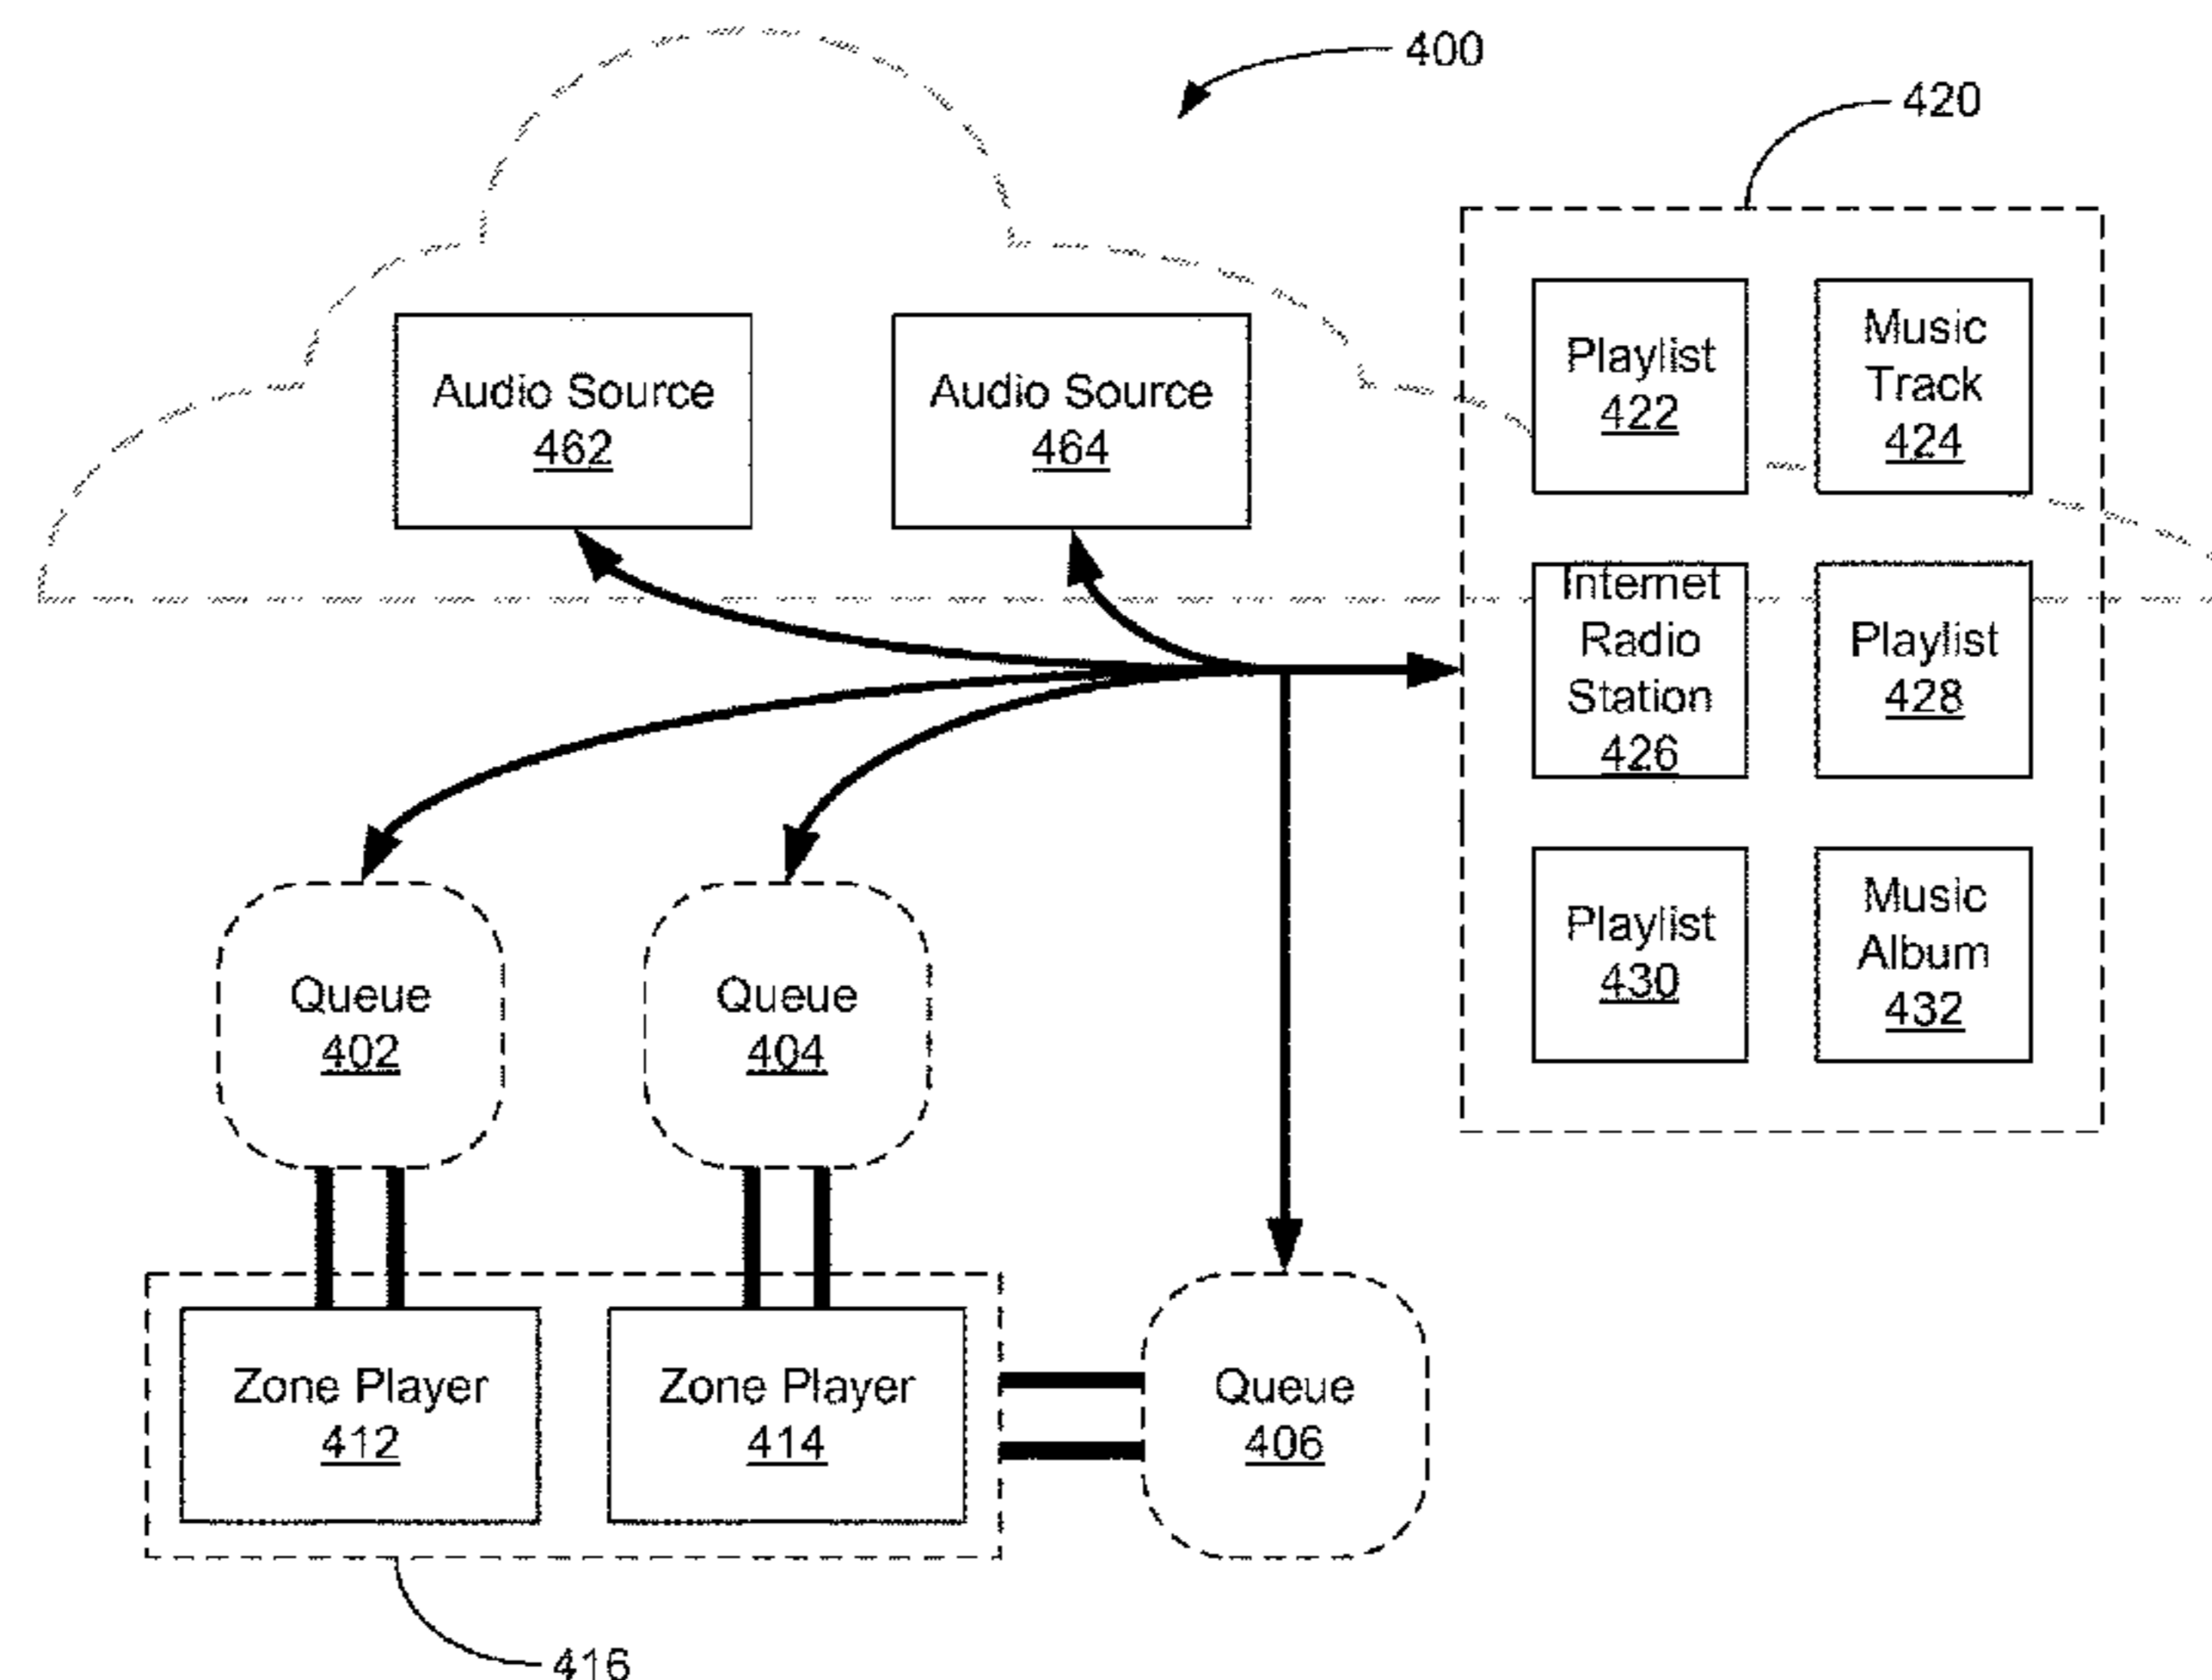 400
420
Audio Source
462
Audio Source
464
Playlist
422
Music
Track
424
Internet
Radio
Station
426
Playlist
428
Playlist
430
Music
Album
432
Queue
402
Queue
404
Zone Player
412
Zone Player
414
Queue
406
416